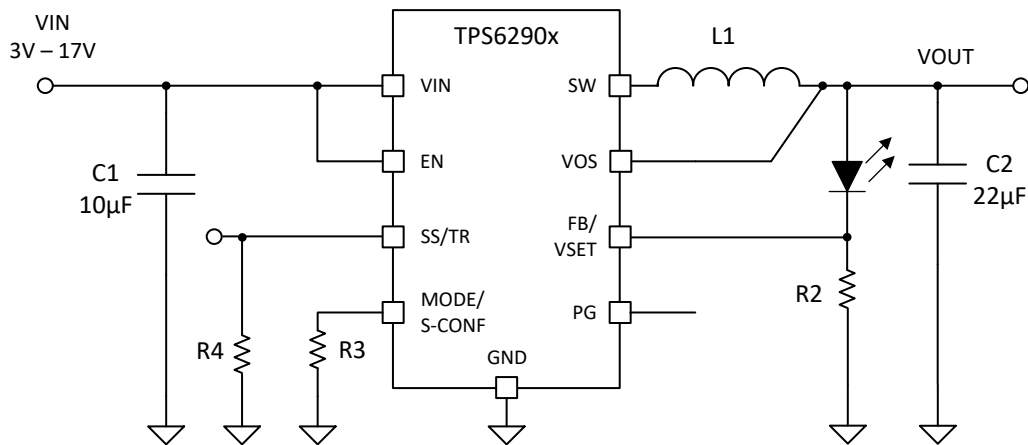 VIN
3V – 17V
TPS6290x
L1
VOUT
VIN
SW
EN
VOS
C1
10µF
C2
22µF
SS/TR
FB/
VSET
R2
MODE/
S-CONF
PG
R4
R3
GND